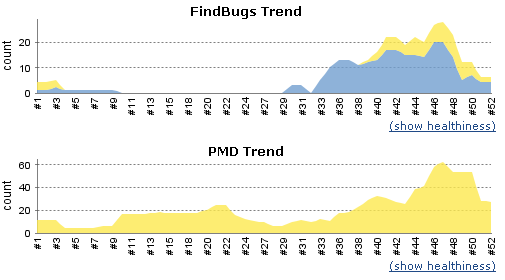 FindBugs Trend
count
20
10
0
#1 #3 #5 #7 #9 #11 #13 #15 #18 #20 #22 #25 #27 #29 #31 #33 #36 #38 #40 #42 #44 #46 #48 #50 #52
(show healthiness)
PMD Trend
count
60
40
20
0
#1 #3 #5 #7 #9 #11 #13 #15 #18 #20 #22 #25 #27 #29 #31 #33 #36 #38 #40 #42 #44 #46 #48 #50 #52
(show healthiness)